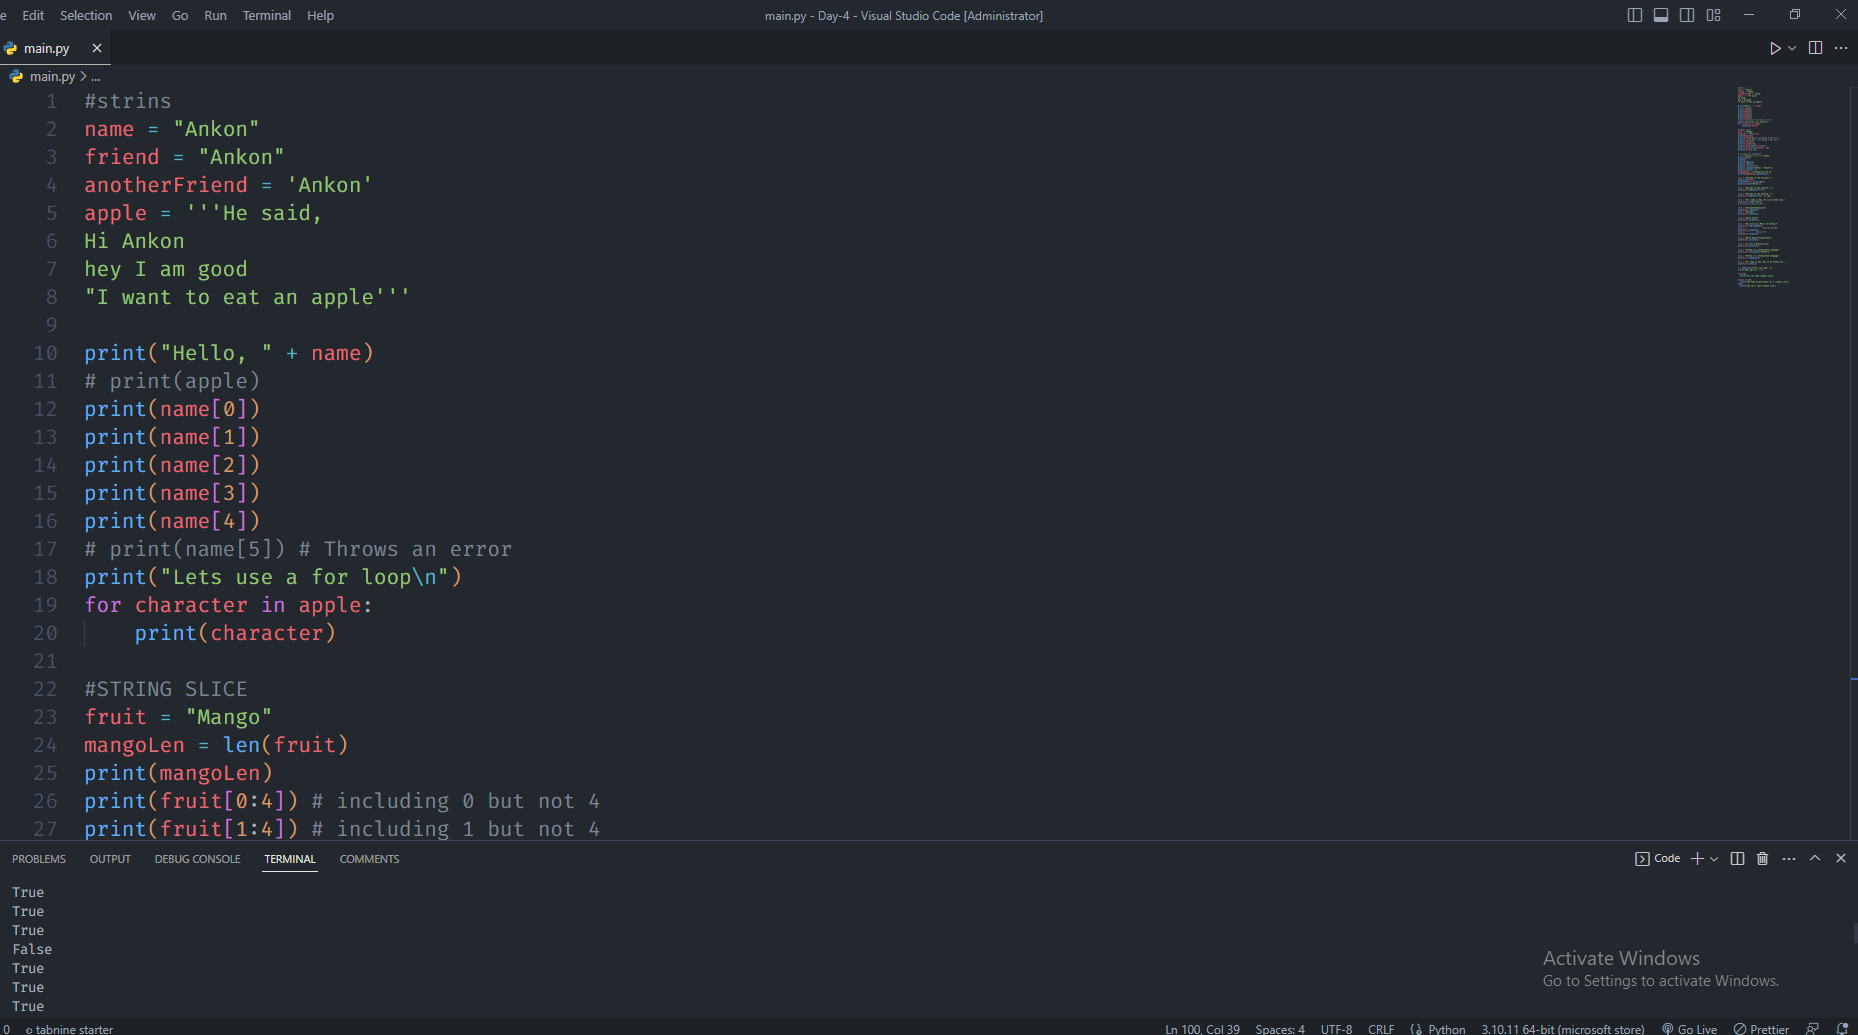 e Edit Selection View Go Run Terminal Help main.py - Day-4 - Visual Studio Code [Administrator]
main.py
main.py > ...
1 #strins
2 name = "Ankon"
3 friend = "Ankon"
4 anotherFriend = 'Ankon'
5 apple = '''He said,
6 Hi Ankon
7 hey I am good
8 "I want to eat an apple'''
9
10 print("Hello, " + name)
11 # print(apple)
12 print(name[0])
13 print(name[1])
14 print(name[2])
15 print(name[3])
16 print(name[4])
17 # print(name[5]) # Throws an error
18 print("Lets use a for loop\n")
19 for character in apple:
20     print(character)
21
22 #STRING SLICE
23 fruit = "Mango"
24 mangoLen = len(fruit)
25 print(mangoLen)
26 print(fruit[0:4]) # including 0 but not 4
27 print(fruit[1:4]) # including 1 but not 4
PROBLEMS OUTPUT DEBUG CONSOLE TERMINAL COMMENTS Code
True
True
True
False
True
True
True
Activate Windows
Go to Settings to activate Windows.
0 tabnine starter Ln 100, Col 39 Spaces: 4 UTF-8 CRLF Python 3.10.11 64-bit (microsoft store) Go Live Prettier